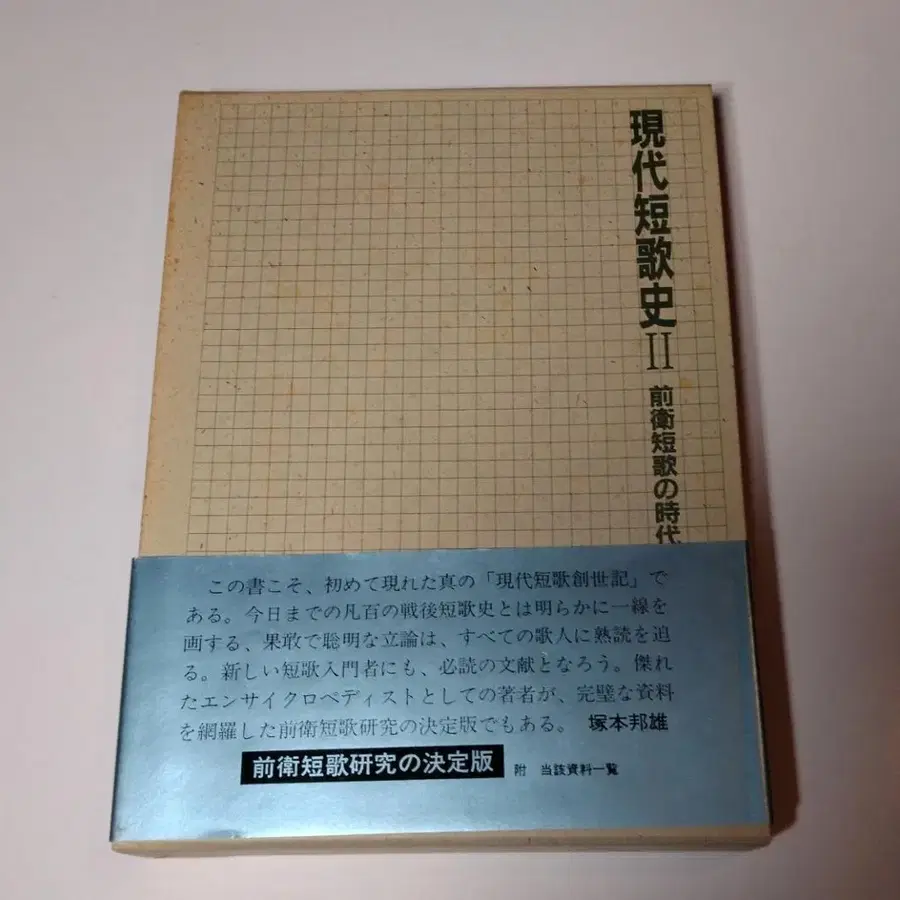 現代短歌史II
前衛短歌の時代
この書こそ、初めて現れた真の「現代短歌創世記」で
ある。今日までの凡百の戦後短歌史とは明らかに一線を
画する、果敢で聡明な立論は、すべての歌人に熟読を迫
る。新しい短歌入門者にも、必読の文献となろう。傑れ
たエンサイクロペディストとしての著者が、完璧な資料
を網羅した前衛短歌研究の決定版でもある。 塚本邦雄
前衛短歌研究の決定版 附 当該資料一覧